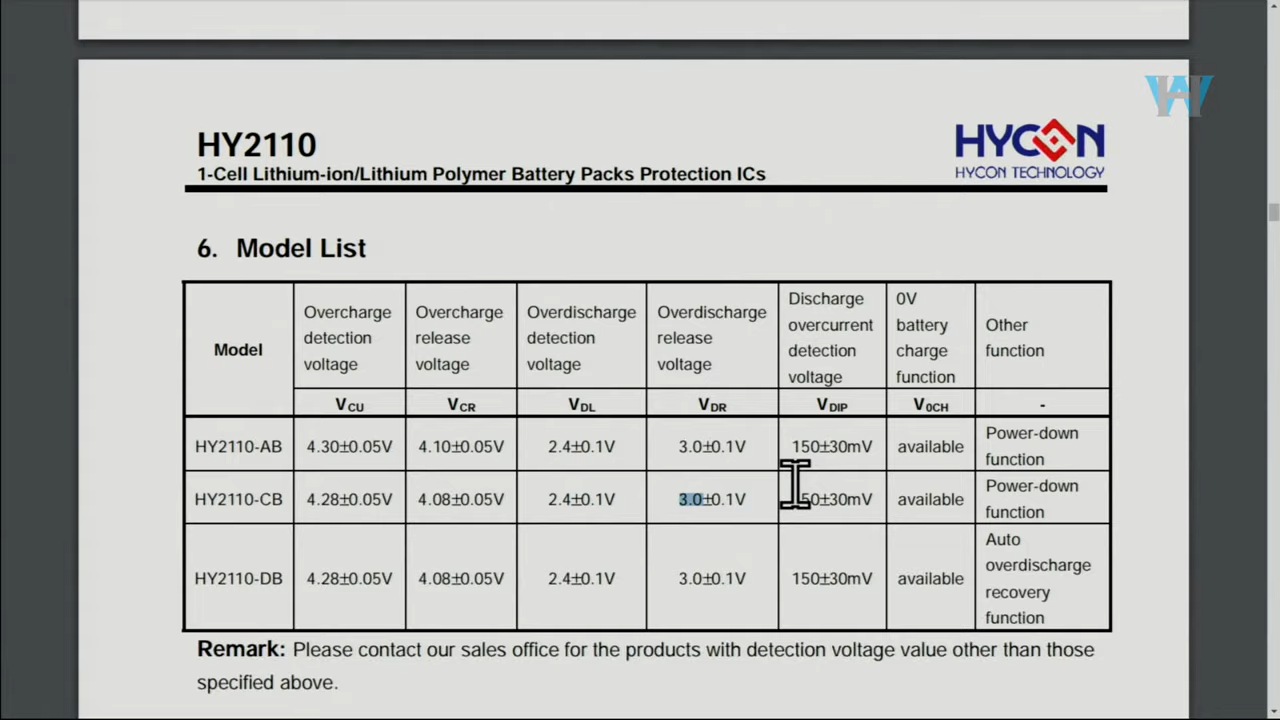 HY2110
1-Cell Lithium-ion/Lithium Polymer Battery Packs Protection ICs
HYCON
HYCON TECHNOLOGY
6. Model List
Model
Overcharge
detection
voltage
Overcharge
release
voltage
Overdischarge
detection
voltage
Overdischarge
release
voltage
Discharge
overcurrent
detection
voltage
0V
battery
charge
function
Other
function
VCU VCR VDL VDR VDIP V0CH -
HY2110-AB 4.30±0.05V 4.10±0.05V 2.4±0.1V 3.0±0.1V 150±30mV available Power-down
function
HY2110-CB 4.28±0.05V 4.08±0.05V 2.4±0.1V 3.0±0.1V 150±30mV available Power-down
function
HY2110-DB 4.28±0.05V 4.08±0.05V 2.4±0.1V 3.0±0.1V 150±30mV available Auto
overdischarge
recovery
function
Remark: Please contact our sales office for the products with detection voltage value other than those
specified above.